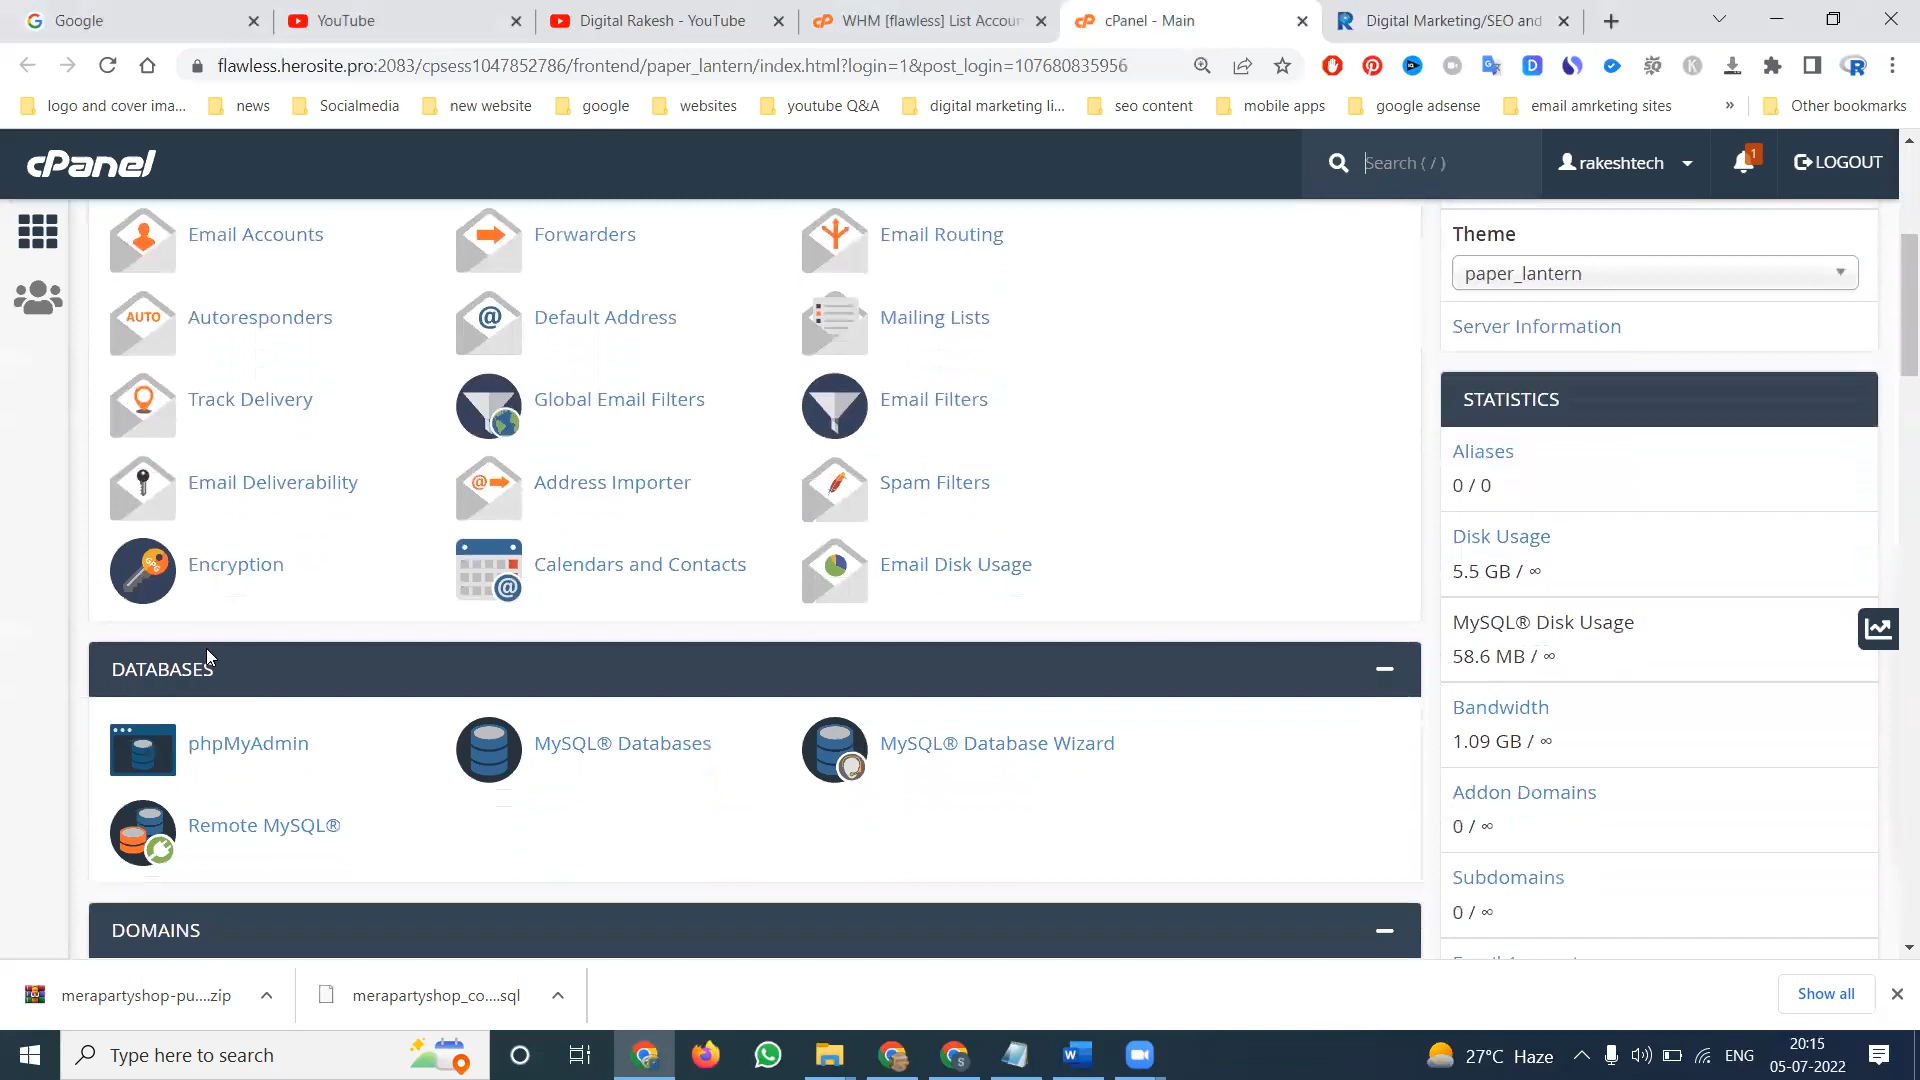 Google
YouTube
Digital Rakesh - YouTube
WHM [flawless] List Accoun
cPanel - Main
Digital Marketing/SEO and
flawless.herosite.pro:2083/cpsess1047852786/frontend/paper_lantern/index.html?login=1&post_login=107680835956
logo and cover ima...
news
Socialmedia
new website
google
websites
youtube Q&A
digital marketing li...
seo content
mobile apps
google adsense
email amrketing sites
»
Other bookmarks
cPanel
Search ( / )
rakeshtech
1
LOGOUT
Email Accounts
Forwarders
Email Routing
AUTO
Autoresponders
Default Address
Mailing Lists
Track Delivery
Global Email Filters
Email Filters
Email Deliverability
Address Importer
Spam Filters
GPG
Encryption
Calendars and Contacts
Email Disk Usage
DATABASES
phpMyAdmin
MySQL® Databases
MySQL® Database Wizard
Remote MySQL®
DOMAINS
Theme
paper_lantern
Server Information
STATISTICS
Aliases
0 / 0
Disk Usage
5.5 GB / ∞
MySQL® Disk Usage
58.6 MB / ∞
Bandwidth
1.09 GB / ∞
Addon Domains
0 / ∞
Subdomains
0 / ∞
merapartyshop-pu....zip
merapartyshop_co....sql
Show all
Type here to search
27°C Haze
ENG
20:15
05-07-2022